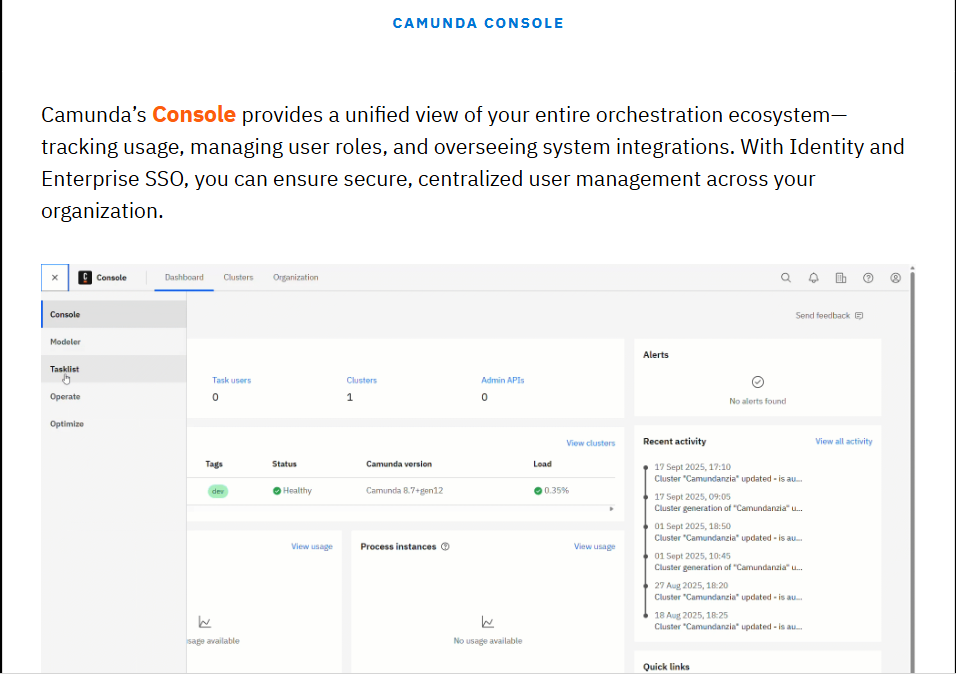 CAMUNDA CONSOLE
Camunda’s Console provides a unified view of your entire orchestration ecosystem—
tracking usage, managing user roles, and overseeing system integrations. With Identity and
Enterprise SSO, you can ensure secure, centralized user management across your
organization.
Console
Dashboard
Clusters
Organization
Console
Modeler
Tasklist
Operate
Optimize
Send feedback
Task users
Clusters
Admin APIs
0
1
0
View clusters
Tags
Status
Camunda version
Load
dev
Healthy
Camunda 8.7+gen12
0.35%
View usage
sage available
Process instances
View usage
No usage available
Alerts
No alerts found
Recent activity
View all activity
17 Sept 2025, 17:10
Cluster "Camundanzia" updated - is au...
17 Sept 2025, 09:05
Cluster generation of "Camundanzia" u...
01 Sept 2025, 18:50
Cluster "Camundanzia" updated - is au...
01 Sept 2025, 10:45
Cluster generation of "Camundanzia" u...
27 Aug 2025, 18:20
Cluster "Camundanzia" updated - is au...
18 Aug 2025, 18:25
Cluster "Camundanzia" updated - is au...
Quick links